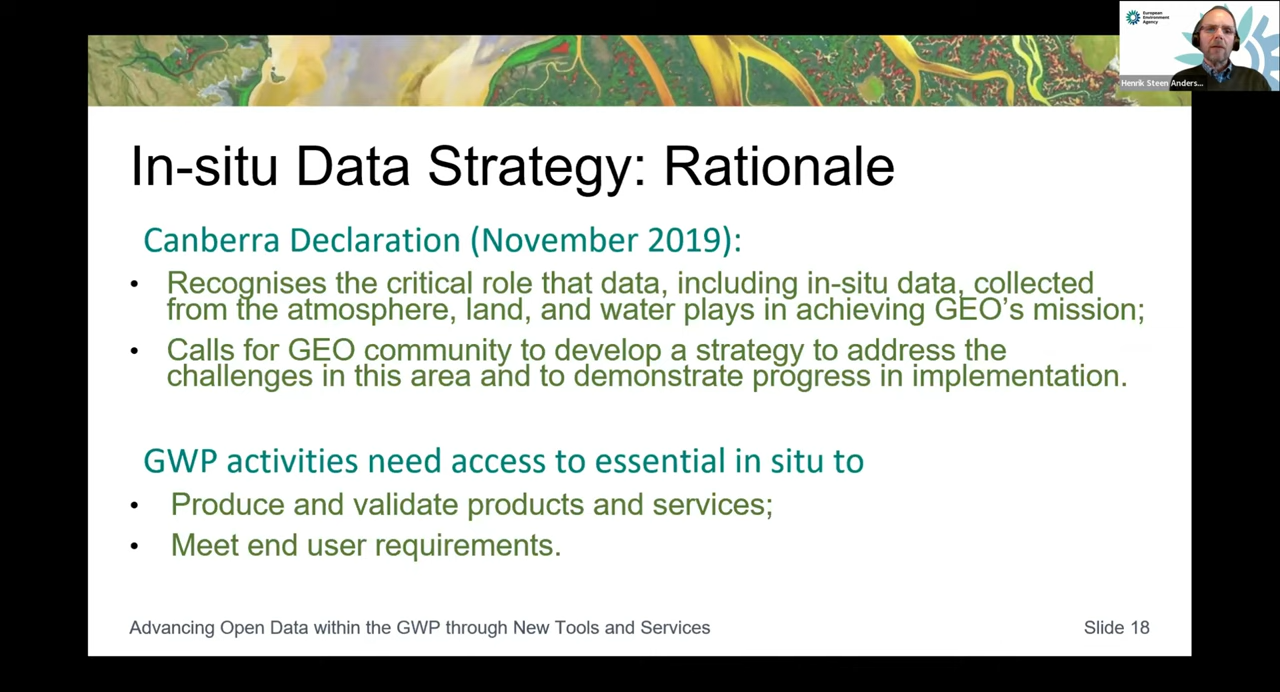 European
Environment
Agency
Henrik Steen Anders...
In-situ Data Strategy: Rationale
Canberra Declaration (November 2019):
• Recognises the critical role that data, including in-situ data, collected
from the atmosphere, land, and water plays in achieving GEO’s mission;
• Calls for GEO community to develop a strategy to address the
challenges in this area and to demonstrate progress in implementation.
GWP activities need access to essential in situ to
• Produce and validate products and services;
• Meet end user requirements.
Advancing Open Data within the GWP through New Tools and Services
Slide 18